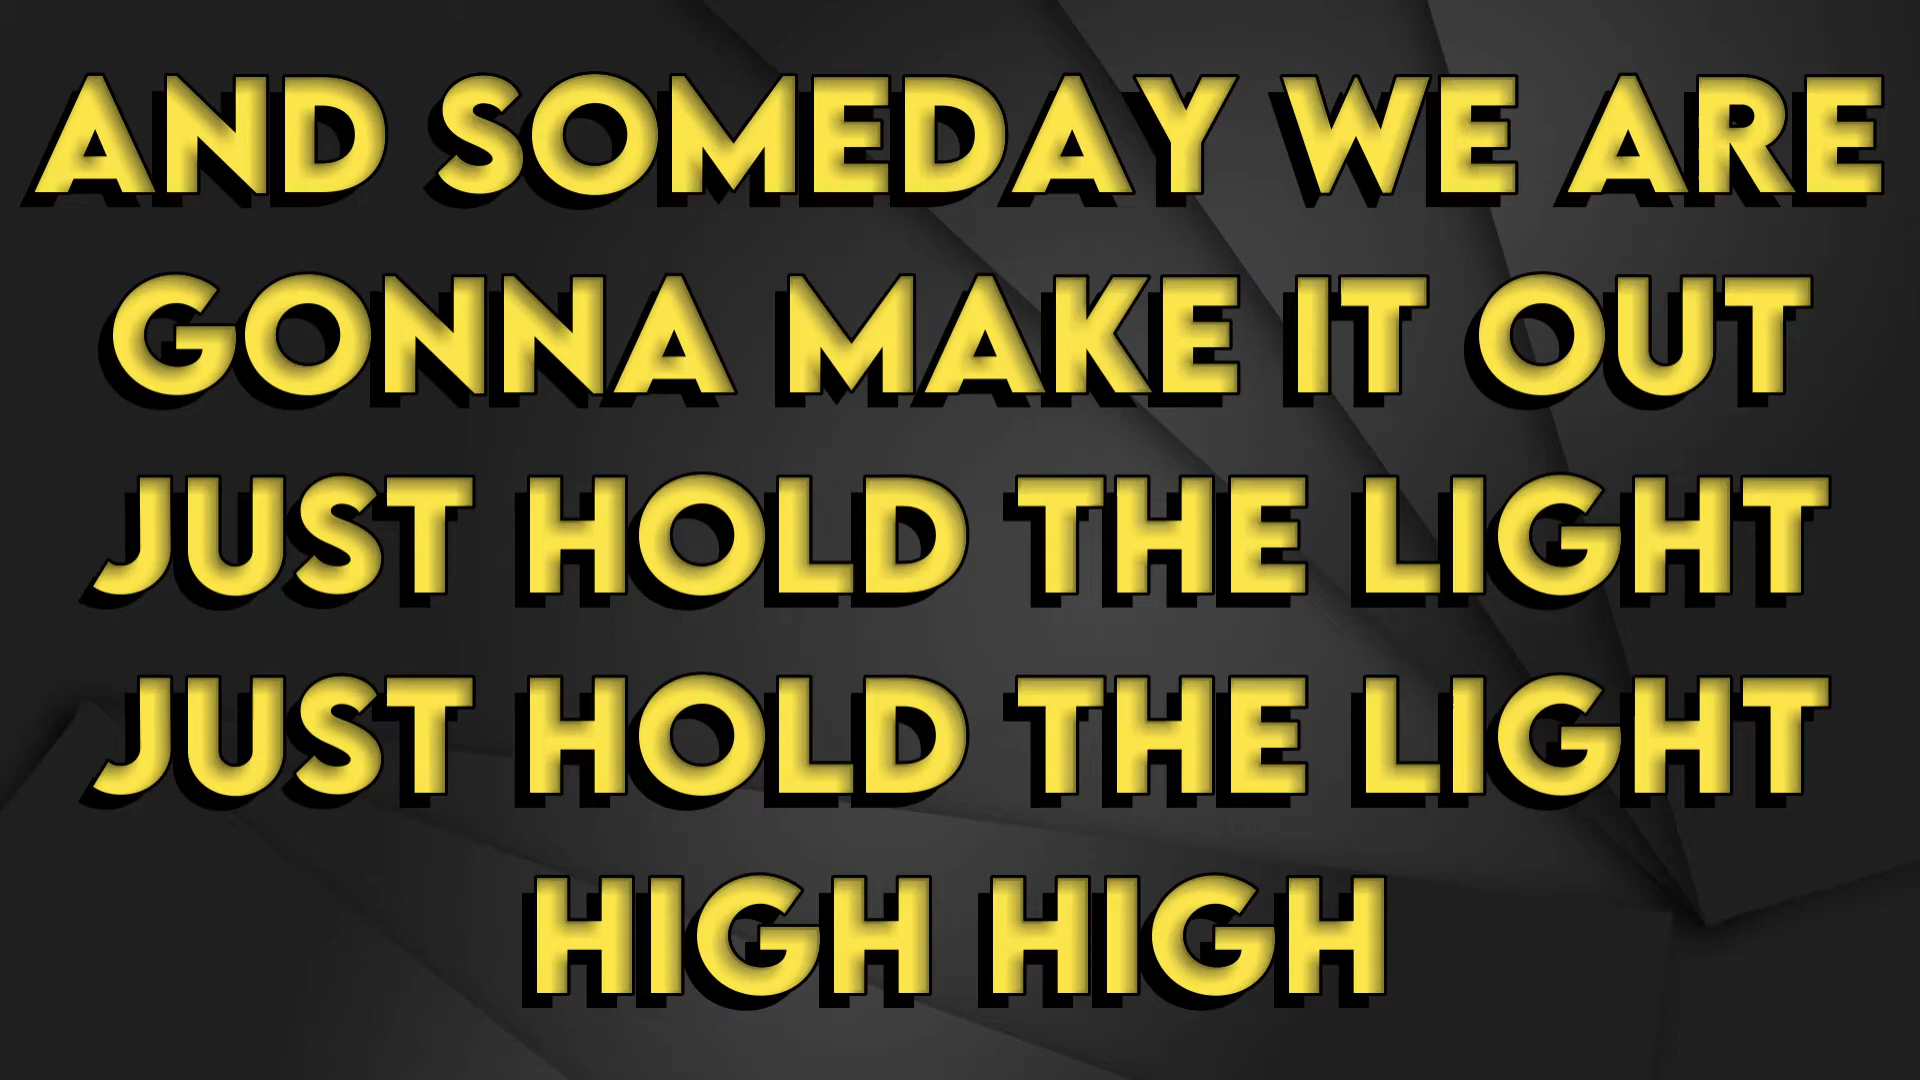 AND SOMEDAY WE ARE
GONNA MAKE IT OUT
JUST HOLD THE LIGHT
JUST HOLD THE LIGHT
HIGH HIGH